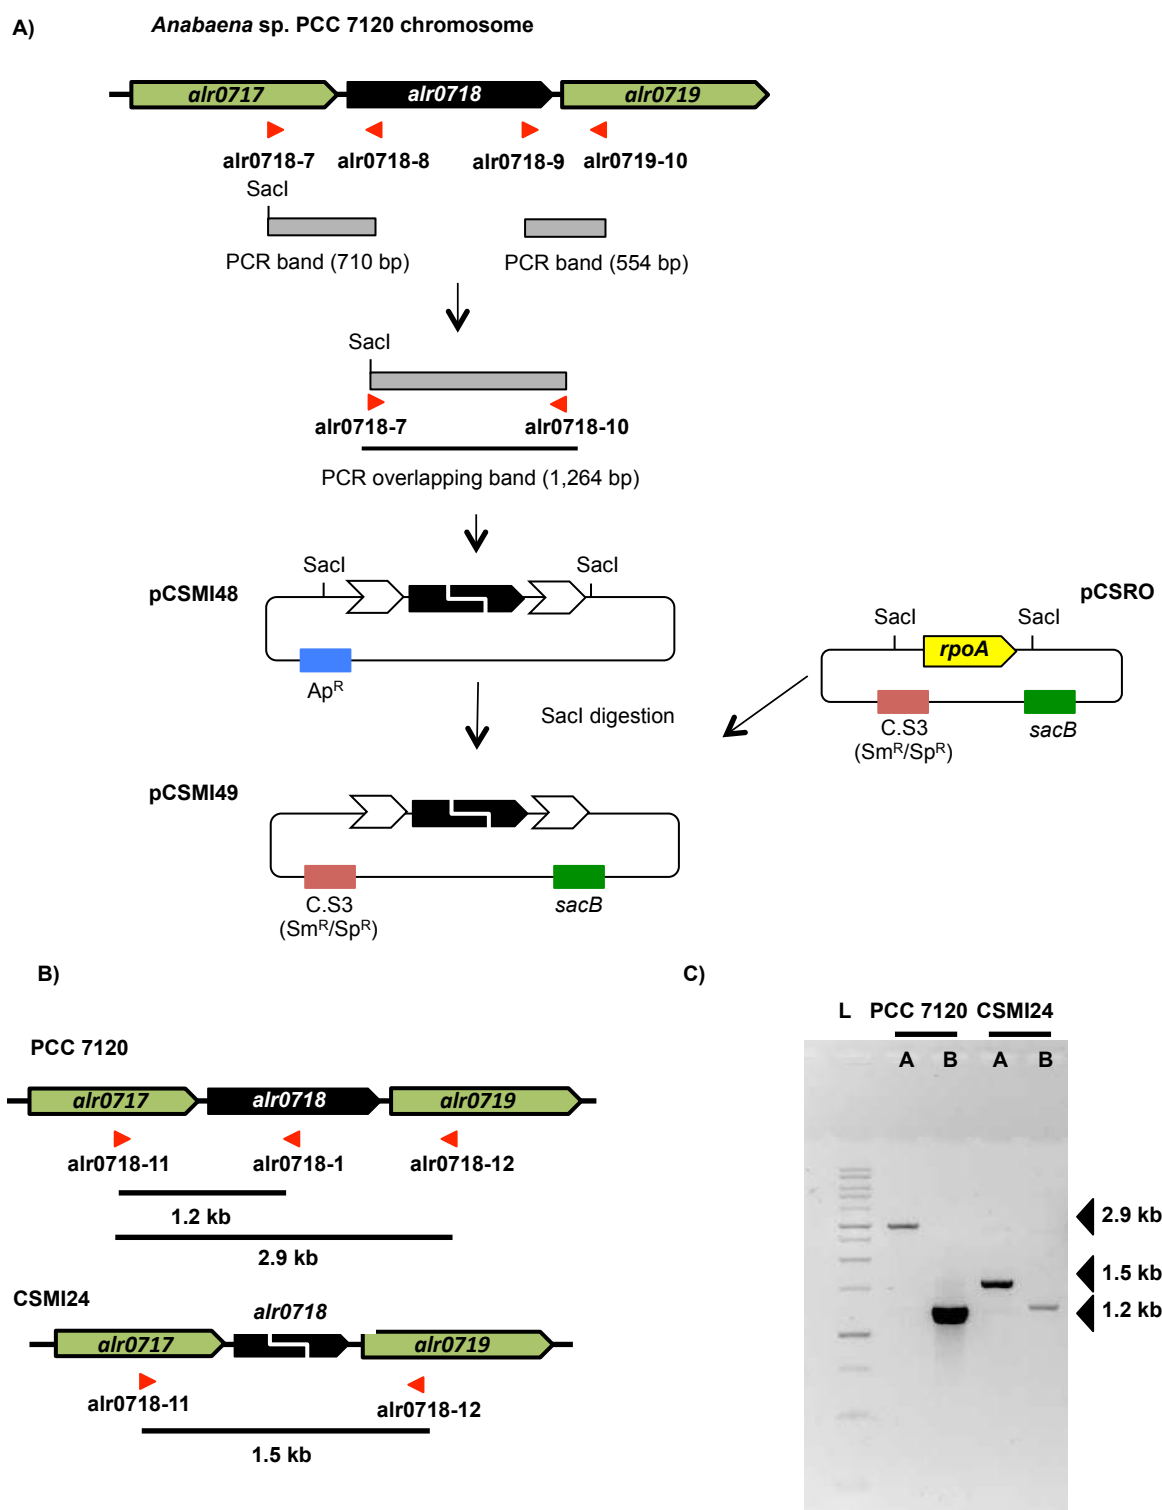 A)
Anabaena sp. PCC 7120 chromosome
alr0717 alr0718 alr0719
alr0718-7 alr0718-8 alr0718-9 alr0719-10
SacI
PCR band (710 bp) PCR band (554 bp)
SacI
alr0718-7 alr0718-10
PCR overlapping band (1,264 bp)
SacI SacI
pCSMI48
ApR
pCSRO
SacI SacI
rpoA
C.S3 sacB
(SmR/SpR)
SacI digestion
pCSMI49
C.S3 sacB
(SmR/SpR)
B)
PCC 7120
alr0717 alr0718 alr0719
alr0718-11 alr0718-1 alr0718-12
1.2 kb
2.9 kb
CSMI24
alr0718
alr0717 alr0719
alr0718-11 alr0718-12
1.5 kb
C)
L PCC 7120 CSMI24
A B A B
2.9 kb
1.5 kb
1.2 kb